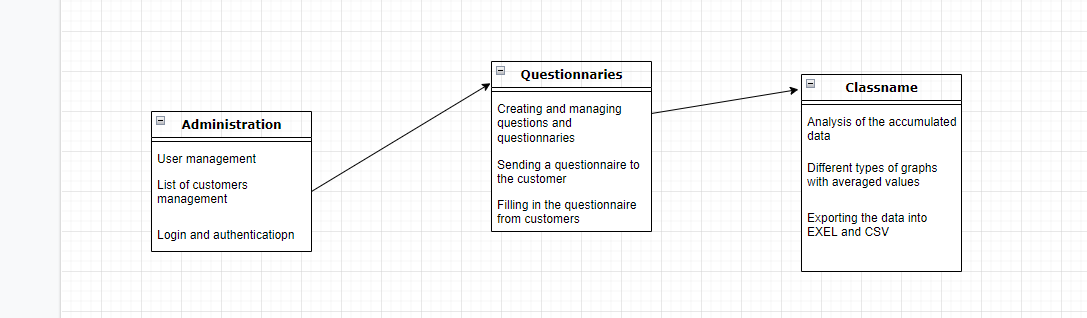 Administration
User management
List of customers
management
Login and authenticatiopn
Questionnaries
Creating and managing
questions and
questionnaries
Sending a questionnaire to
the customer
Filling in the questionnaire
from customers
Classname
Analysis of the accumulated
data
Different types of graphs
with averaged values
Exporting the data into
EXEL and CSV